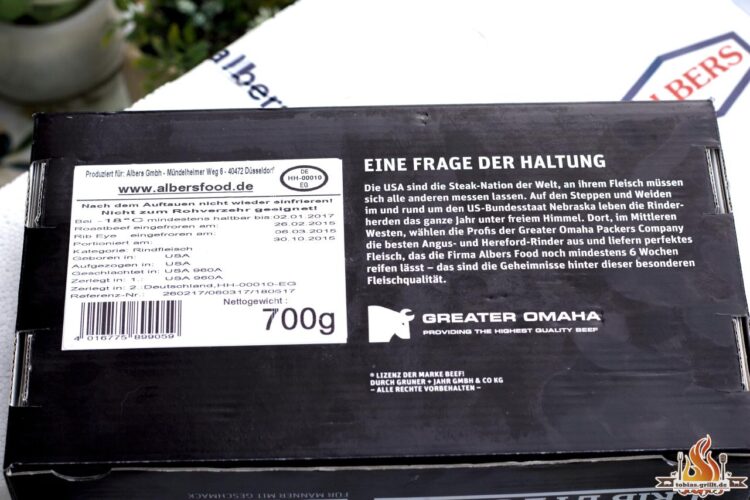 albersfood
ALBERS
Produziert für: Albers Gmbh - Mündelheimer Weg 6 - 40472 Düsseldorf
www.albersfood.de
DE
HH-00010
EG
Nach dem Auftauen nicht wieder einfrieren!
Nicht zum Rohverzehr geeignet!
Bei -18°C mindestens haltbar bis 02.01.2017
Roastbeef eingefroren am: 26.02.2015
Rib Eye eingefroren am: 06.03.2015
Portioniert am: 30.10.2015
Kategorie: Rindfleisch
Geboren in: USA
Aufgezogen in: USA
Geschlachtet in 1: USA 960A
Zerlegt in 1: USA 960A
Zerlegt in: 2 :Deutschland,HH-00010-EG
Referenz-Nr.: 260217/060317/180517
Nettogewicht :
700g
4 016775 899059
EINE FRAGE DER HALTUNG
Die USA sind die Steak-Nation der Welt, an ihrem Fleisch müssen
sich alle anderen messen lassen. Auf den Steppen und Weiden
im und rund um den US-Bundesstaat Nebraska leben die Rinder-
herden das ganze Jahr unter freiem Himmel. Dort, im Mittleren
Westen, wählen die Profis der Greater Omaha Packers Company
die besten Angus- und Hereford-Rinder aus und liefern perfektes
Fleisch, das die Firma Albers Food noch mindestens 6 Wochen
reifen lässt – das sind die Geheimnisse hinter dieser besonderen
Fleischqualität.
GREATER OMAHA
PROVIDING THE HIGHEST QUALITY BEEF
* LIZENZ DER MARKE BEEF!
DURCH GRUNER + JAHR GMBH & CO KG
– ALLE RECHTE VORBEHALTEN –
FÜR MÄNNER MIT GESCHMACK
tobias-grillt.de